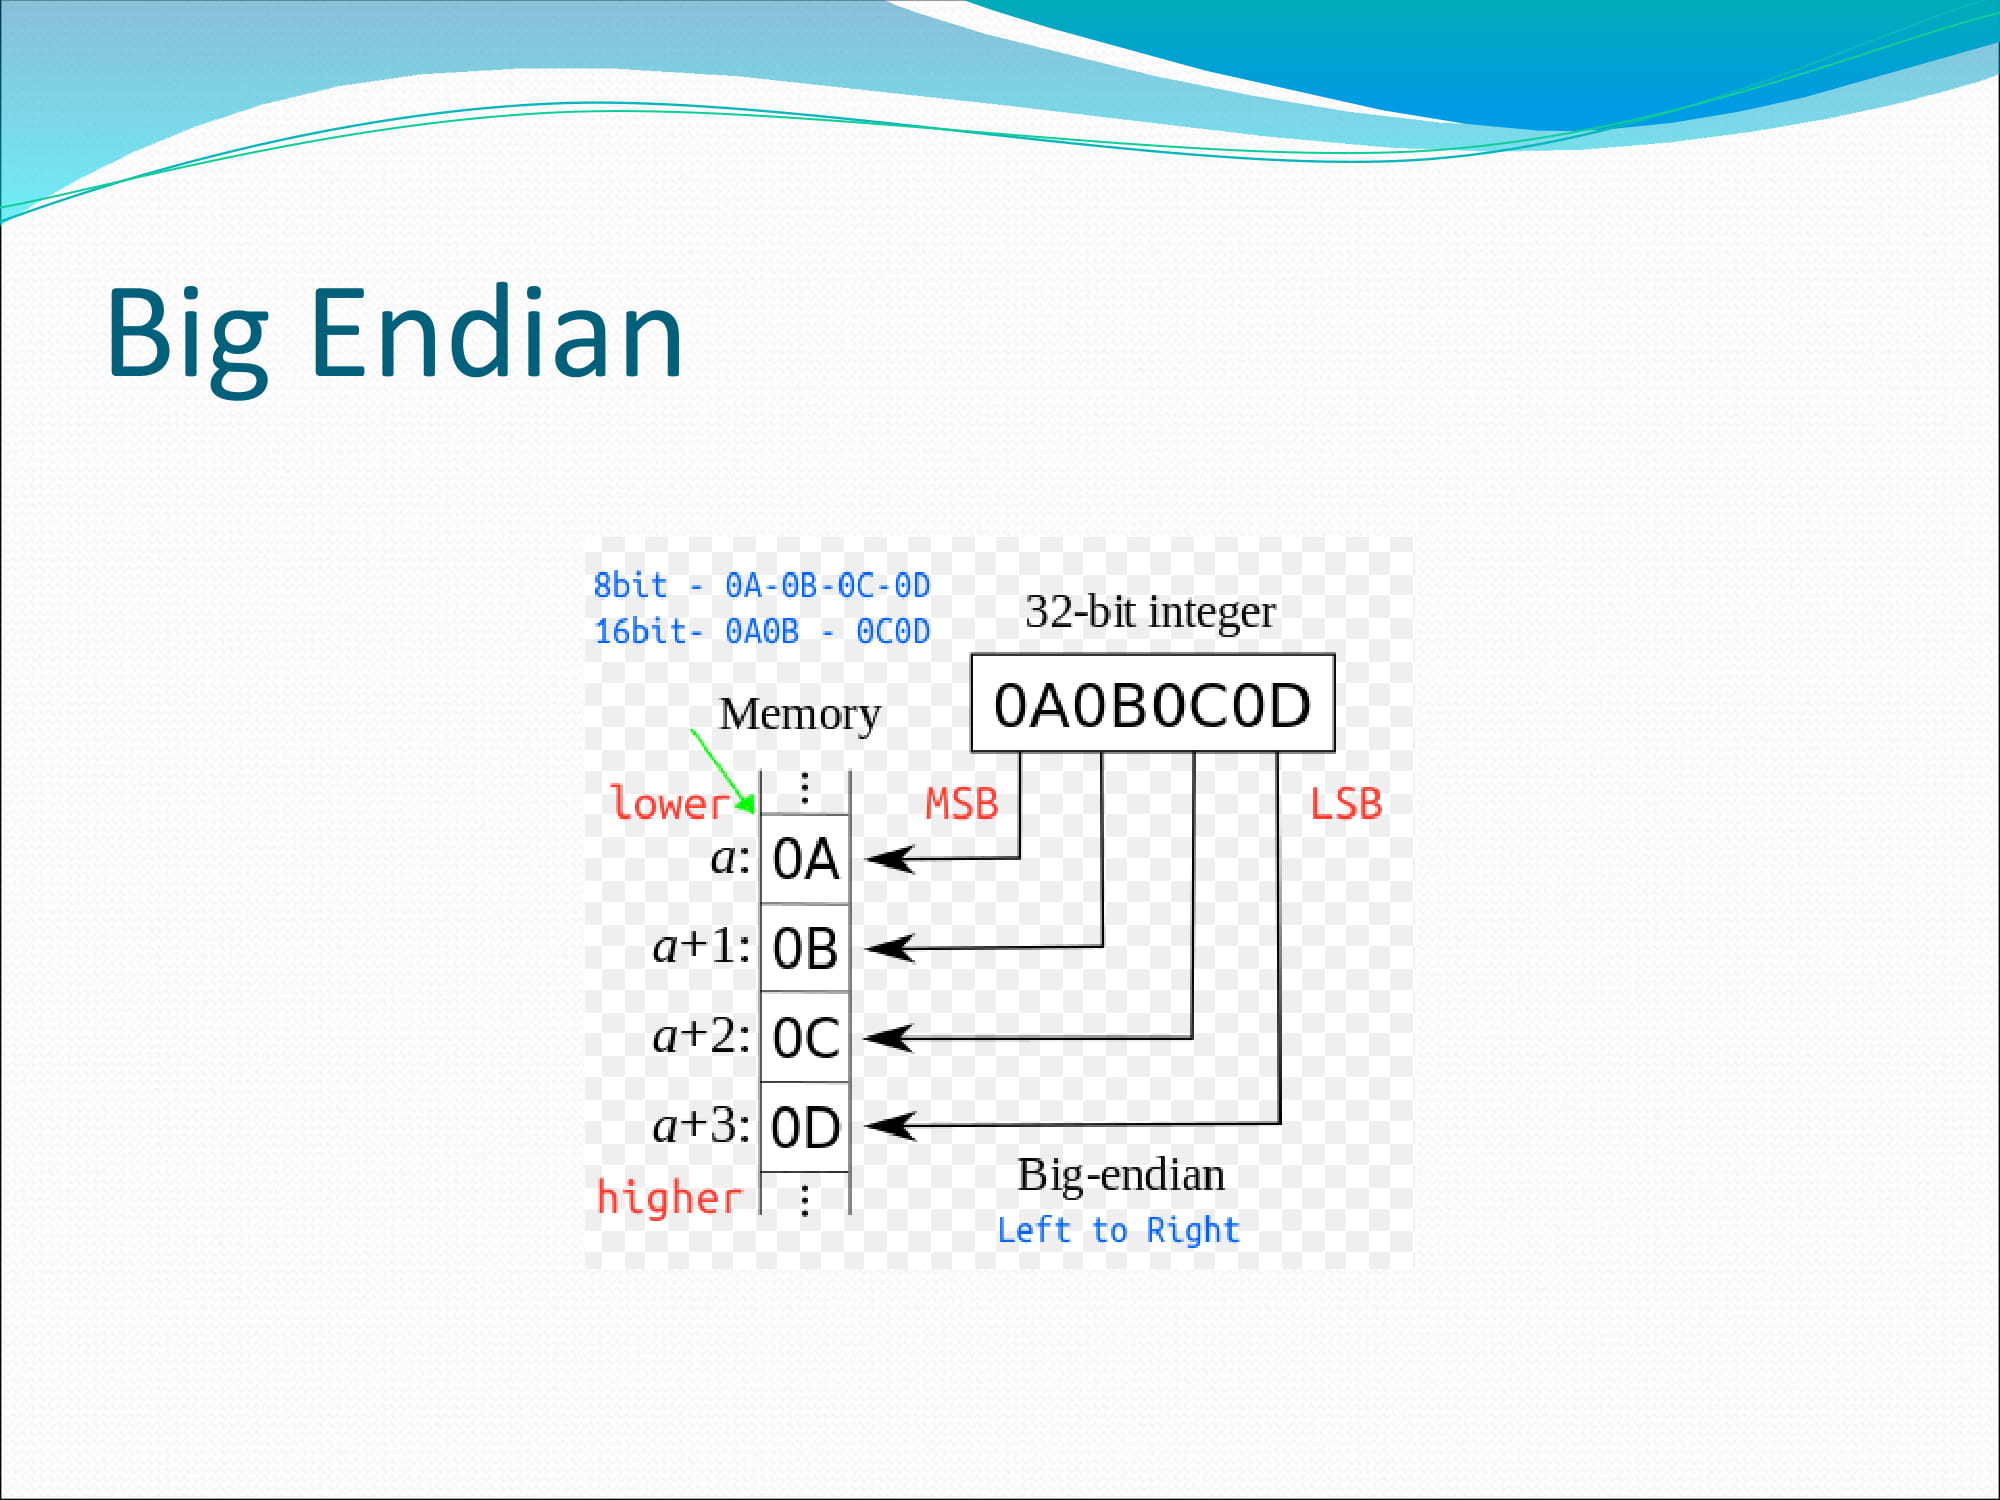 Big Endian
8bit - 0A-0B-0C-0D
16bit- 0A0B - 0C0D
32-bit integer
0A0B0C0D
Memory
lower
MSB
LSB
a: 0A
a+1: 0B
a+2: 0C
a+3: 0D
higher
Big-endian
Left to Right